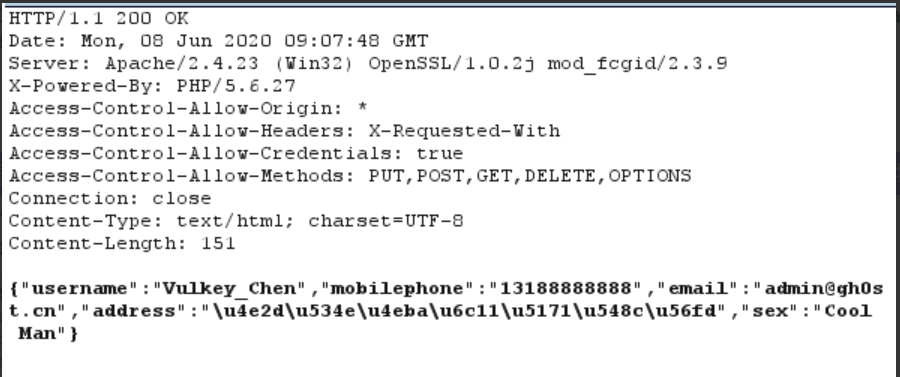 HTTP/1.1 200 OK
Date: Mon, 08 Jun 2020 09:07:48 GMT
Server: Apache/2.4.23 (Win32) OpenSSL/1.0.2j mod_fcgid/2.3.9
X-Powered-By: PHP/5.6.27
Access-Control-Allow-Origin: *
Access-Control-Allow-Headers: X-Requested-With
Access-Control-Allow-Credentials: true
Access-Control-Allow-Methods: PUT,POST,GET,DELETE,OPTIONS
Connection: close
Content-Type: text/html; charset=UTF-8
Content-Length: 151
{"username":"Vulkey_Chen","mobilephone":"13188888888","email":"admin@gh0s
t.cn","address":"\u4e2d\u534e\u4eba\u6c11\u5171\u548c\u56fd","sex":"Cool
Man"}